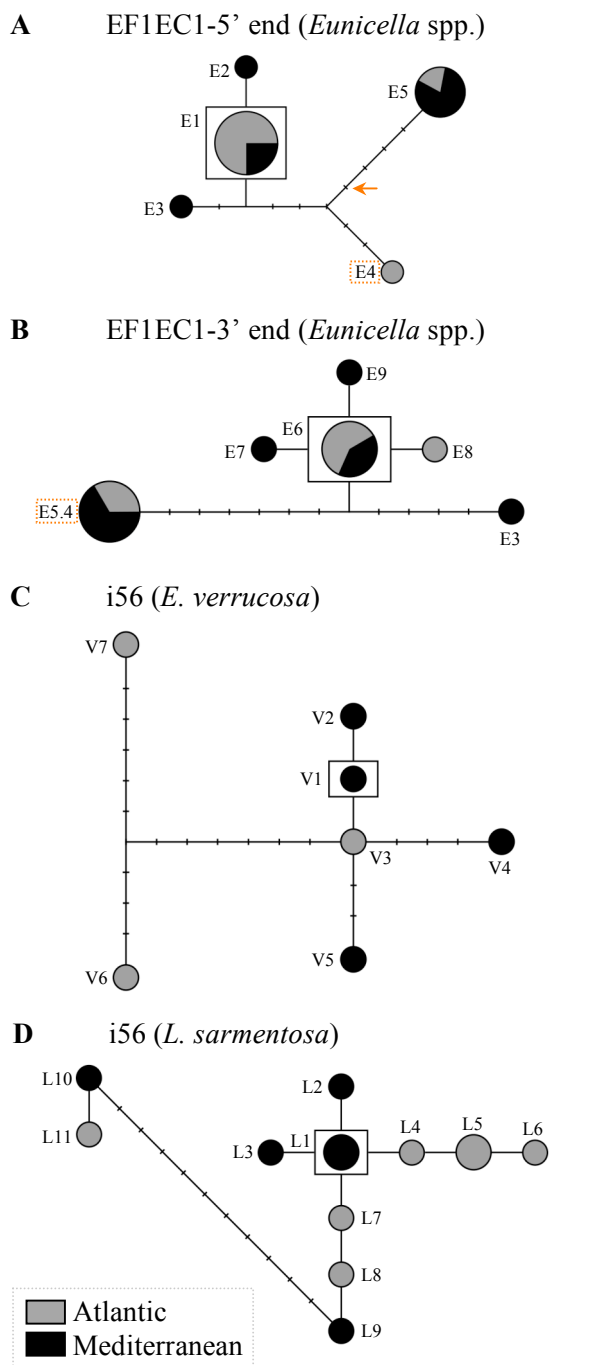 A EF1EC1-5’ end (Eunicella spp.)
E2
E5
E1
E3
E4
B EF1EC1-3’ end (Eunicella spp.)
E9
E6
E7
E8
E5.4
E3
C i56 (E. verrucosa)
V7
V2
V1
V3
V4
V5
V6
D i56 (L. sarmentosa)
L10
L2
L11
L3
L1
L4
L5
L6
L7
L8
L9
Atlantic
Mediterranean